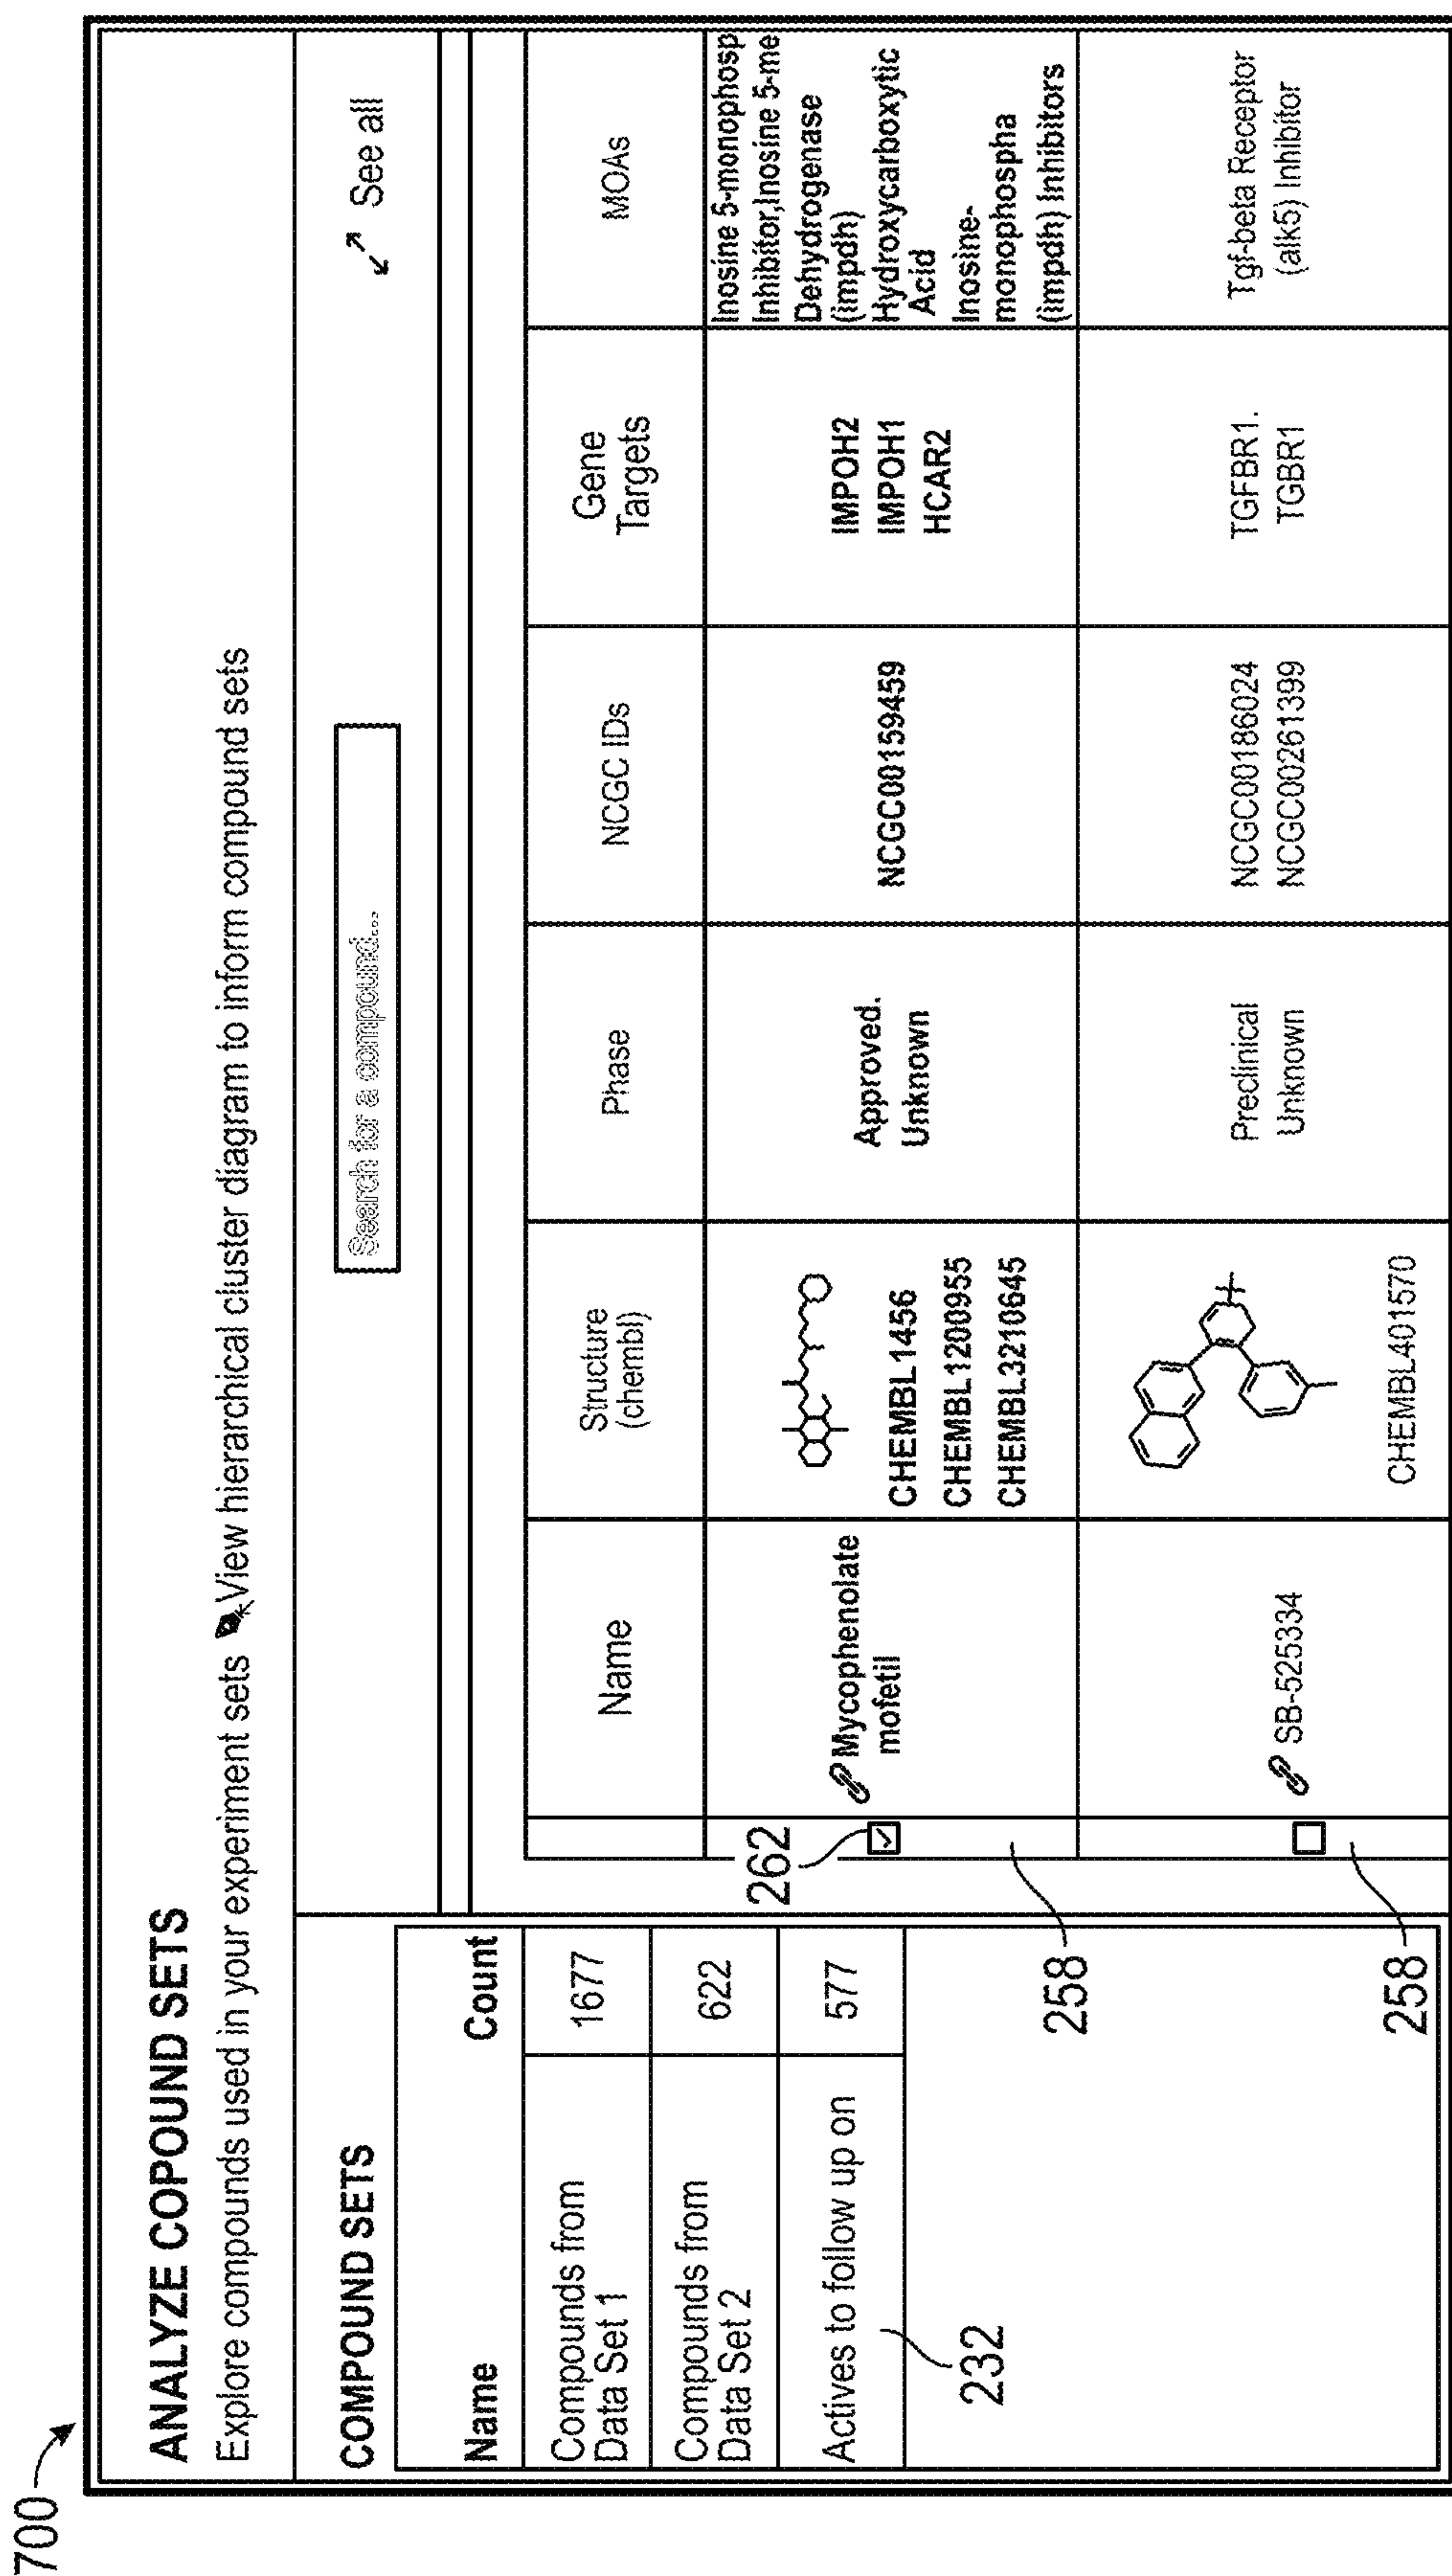 700
ANALYZE COPOUND SETS
Explore compounds used in your experiment sets View hierarchical cluster diagram to inform compound sets
COMPOUND SETS
Name Count
Compounds from
Data Set 1
1677
Compounds from
Data Set 2
622
Actives to follow up on
577
232
Search for a compound...
See all
Name
Structure
(chembl)
Phase
NCGC IDs
Gene
Targets
MOAs
262
258
Mycophenolate
mofetil
CHEMBL1456
CHEMBL1200955
CHEMBL3210645
Approved.
Unknown
NCGC00159459
IMPOH2
IMPOH1
HCAR2
Inosine 5-monophosp
Inhibitor,Inosine 5-me
Dehydrogenase
(impdh)
Hydroxycarboxytic
Acid
Inosine-
monophospha
(impdh) Inhibitors
258
SB-525334
CHEMBL401570
Preclinical
Unknown
NCGC00186024
NCGC00261399
TGFBR1.
TGBR1
Tgf-beta Receptor
(alk5) Inhibitor